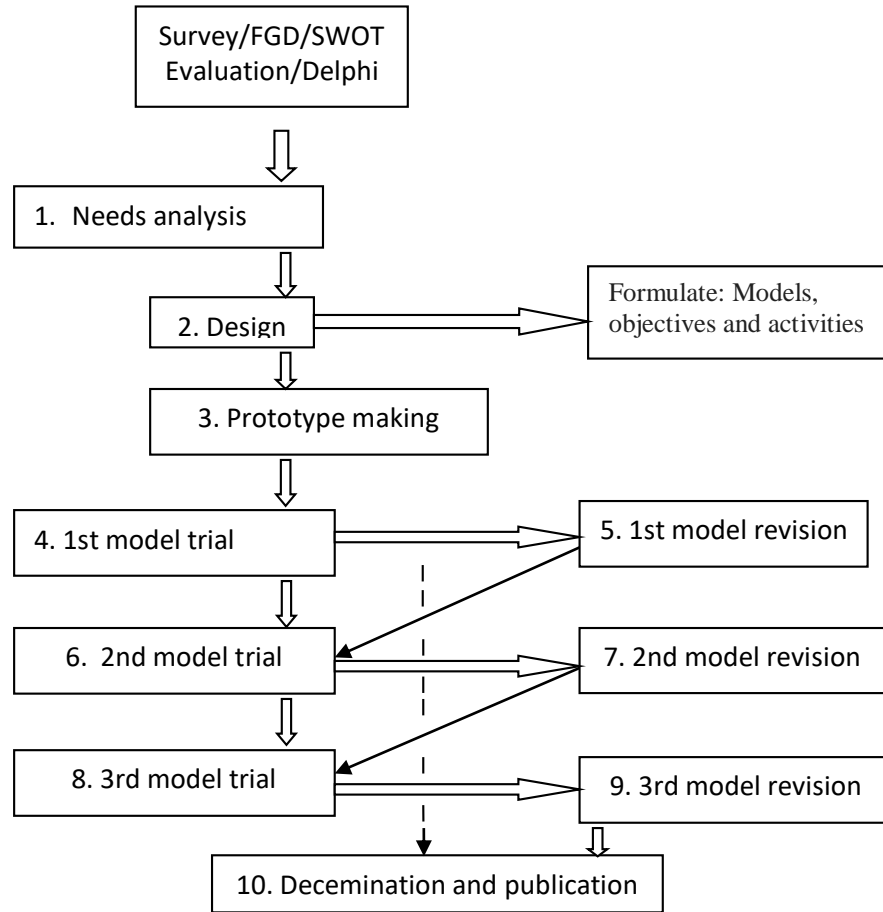 Survey/FGD/SWOT
Evaluation/Delphi
1. Needs analysis
2. Design
Formulate: Models,
objectives and activities
3. Prototype making
4. 1st model trial
5. 1st model revision
6. 2nd model trial
7. 2nd model revision
8. 3rd model trial
9. 3rd model revision
10. Decemination and publication